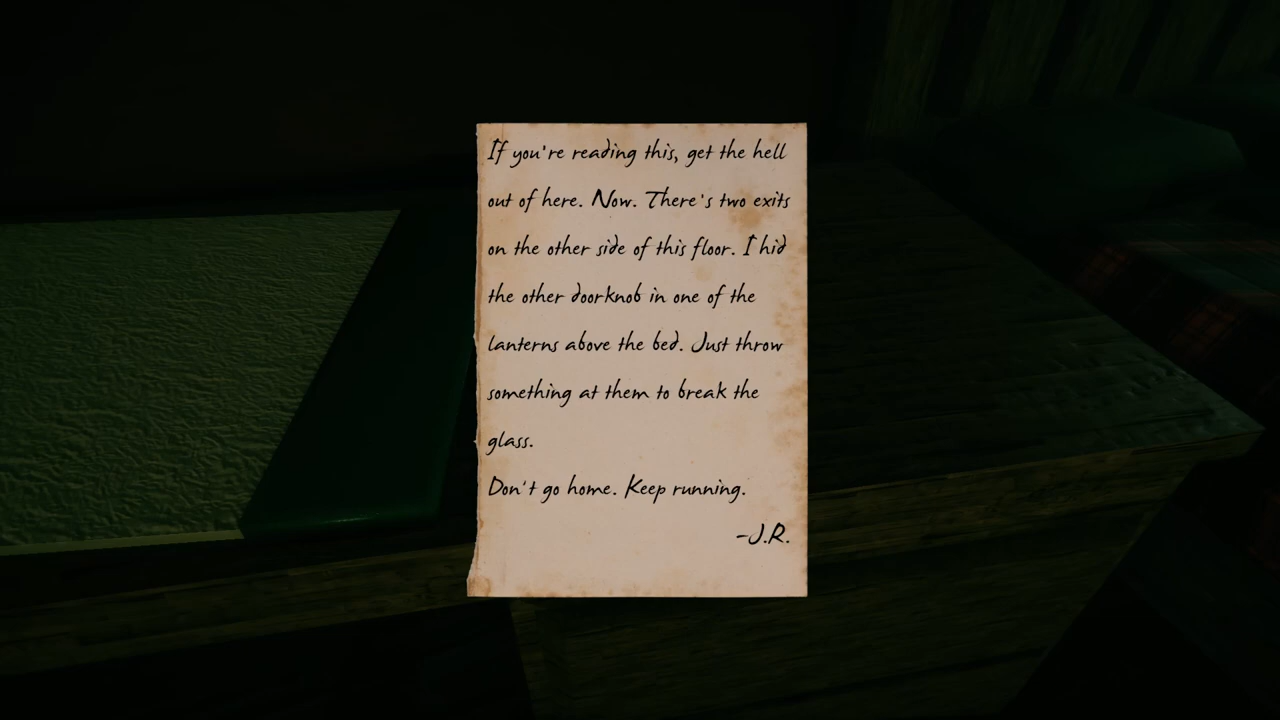 If you're reading this, get the hell
out of here. Now. There's two exits
on the other side of this floor. I hid
the other doorknob in one of the
lanterns above the bed. Just throw
something at them to break the
glass.
Don't go home. Keep running.
-J.R.